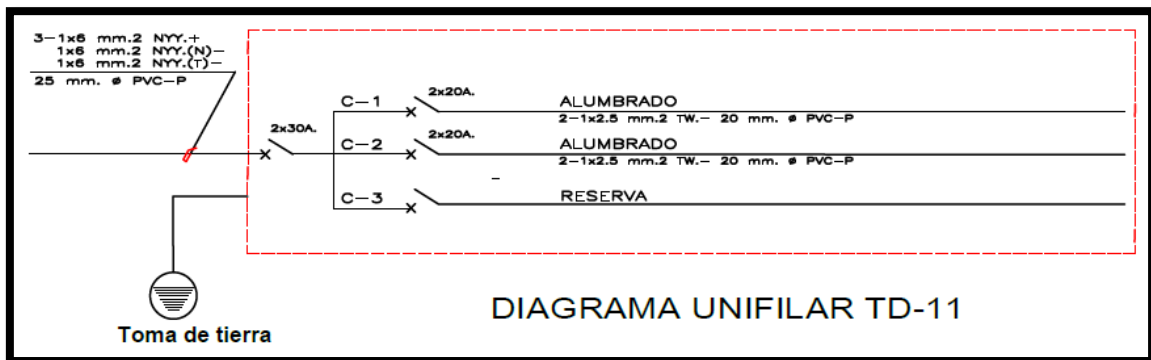 3-1x6 mm.2 NYY.+
1x6 mm.2 NYY.(N)-
1x6 mm.2 NYY.(T)-
25 mm. ø PVC-P
2x30A.
C-1
2x20A.
ALUMBRADO
2-1x2.5 mm.2 TW.- 20 mm. ø PVC-P
C-2
2x20A.
ALUMBRADO
2-1x2.5 mm.2 TW.- 20 mm. ø PVC-P
C-3
RESERVA
Toma de tierra
DIAGRAMA UNIFILAR TD-11